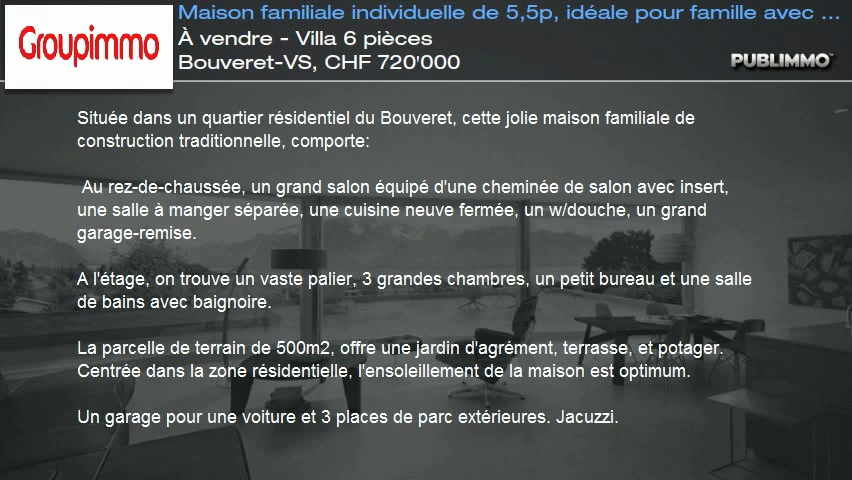 Groupimmo
Maison familiale individuelle de 5,5p, idéale pour famille avec ...
À vendre - Villa 6 pièces
Bouveret-VS, CHF 720'000
PUBLIMMO™
Située dans un quartier résidentiel du Bouveret, cette jolie maison familiale de
construction traditionnelle, comporte:
Au rez-de-chaussée, un grand salon équipé d'une cheminée de salon avec insert,
une salle à manger séparée, une cuisine neuve fermée, un w/douche, un grand
garage-remise.
A l'étage, on trouve un vaste palier, 3 grandes chambres, un petit bureau et une salle
de bains avec baignoire.
La parcelle de terrain de 500m2, offre une jardin d'agrément, terrasse, et potager.
Centrée dans la zone résidentielle, l'ensoleillement de la maison est optimum.
Un garage pour une voiture et 3 places de parc extérieures. Jacuzzi.